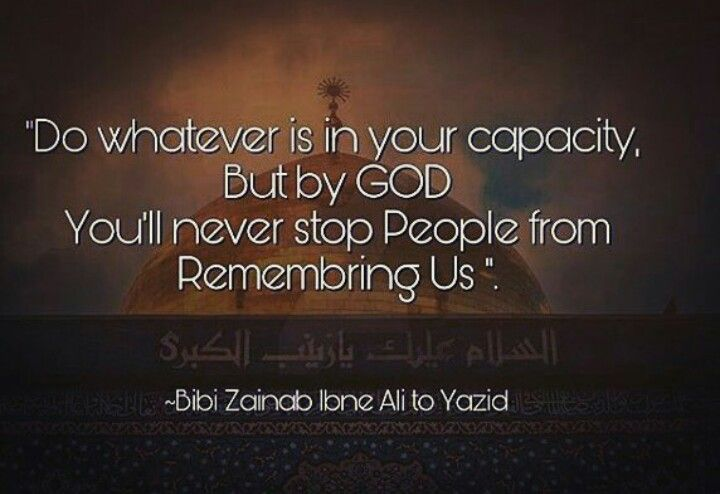 "Do whatever is in your capacity,
But by GOD
You'll never stop People from
Remembring Us ".
السلام عليك يا زينب الكبرى
~Bibi Zainab Ibne Ali to Yazid